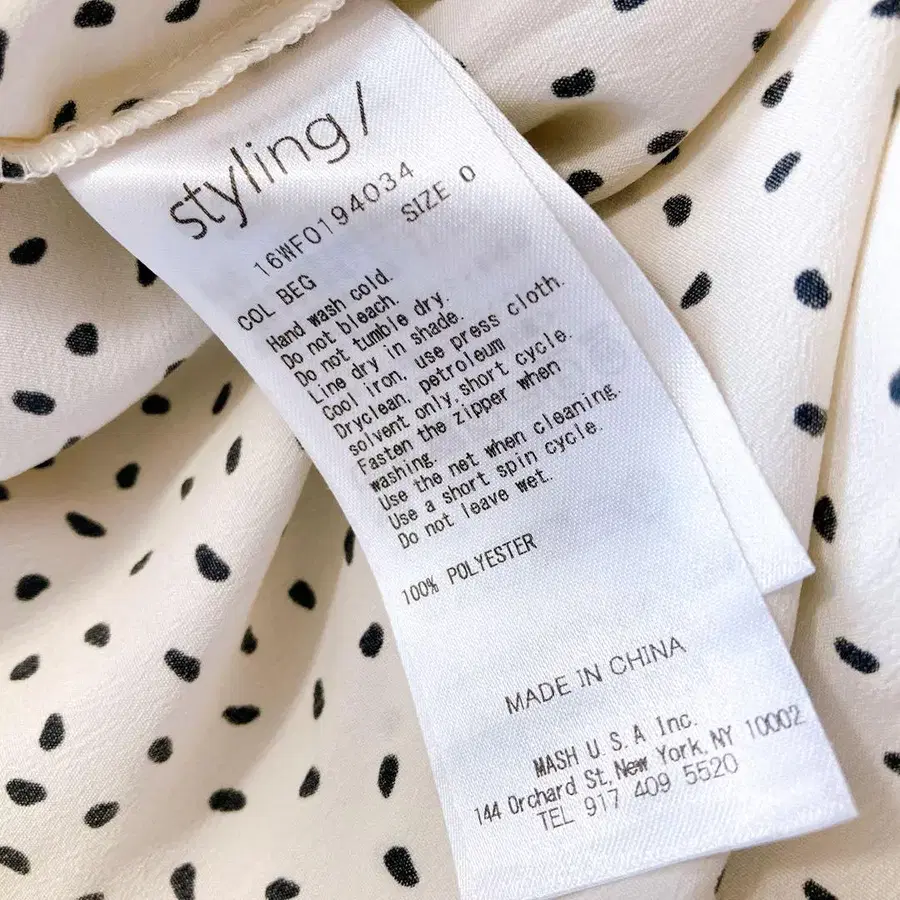 styling/
16WF0194034
SIZE 0
COL BEG
Hand wash cold.
Do not bleach.
Do not tumble dry.
Line dry in shade.
Cool iron, use press cloth.
Dryclean, petroleum
solvent only, short cycle.
Fasten the zipper when
washing.
Use the net when cleaning.
Use a short spin cycle.
Do not leave wet.
100% POLYESTER
MADE IN CHINA
MASH U.S.A Inc.
144 Orchard St, New York, NY 10002
TEL 917 409 5520